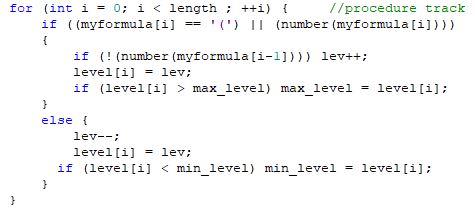 for (int i = 0; i < length ; ++i) {     //procedure track
    if ((myformula[i] == '(') || (number(myformula[i])))
    {
        if (!(number(myformula[i-1]))) lev++;
        level[i] = lev;
        if (level[i] > max_level) max_level = level[i];
    }
    else {
        lev--;
        level[i] = lev;
      if (level[i] < min_level) min_level = level[i];
    }
}